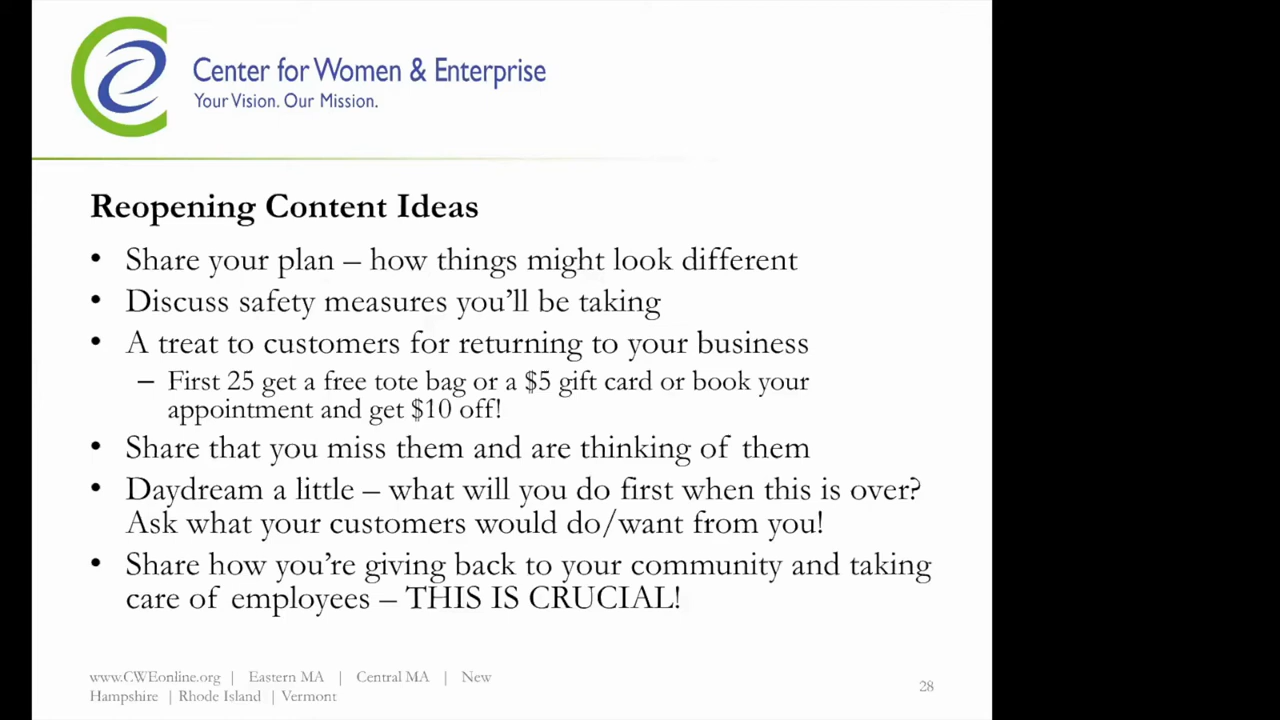 Center for Women & Enterprise
Your Vision. Our Mission.
Reopening Content Ideas
• Share your plan – how things might look different
• Discuss safety measures you’ll be taking
• A treat to customers for returning to your business
– First 25 get a free tote bag or a $5 gift card or book your
appointment and get $10 off!
• Share that you miss them and are thinking of them
• Daydream a little – what will you do first when this is over?
Ask what your customers would do/want from you!
• Share how you’re giving back to your community and taking
care of employees – THIS IS CRUCIAL!
www.CWEonline.org | Eastern MA | Central MA | New
Hampshire | Rhode Island | Vermont
28